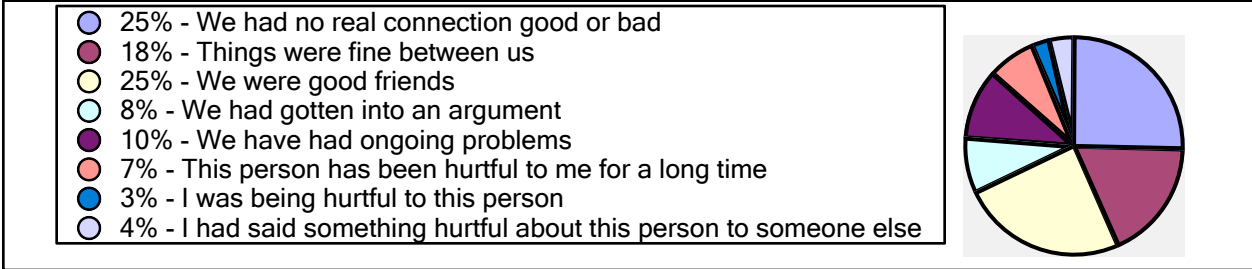 25% - We had no real connection good or bad
18% - Things were fine between us
25% - We were good friends
8% - We had gotten into an argument
10% - We have had ongoing problems
7% - This person has been hurtful to me for a long time
3% - I was being hurtful to this person
4% - I had said something hurtful about this person to someone else